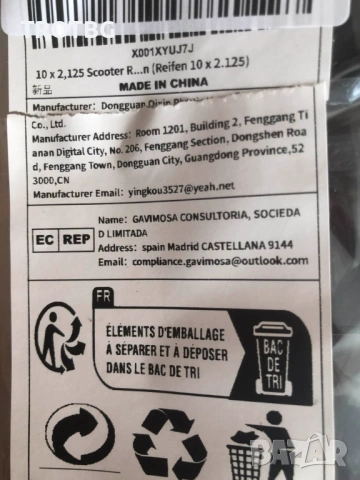 X001XYUJ7J
10 x 2,125 Scooter R...n (Reifen 10 x 2.125)
新品
MADE IN CHINA
Manufacturer: Dongguan
Co., Ltd.
Manufacturer Address: Room 1201, Building 2, Fenggang Ti
anan Digital City, No. 206, Fenggang Section, Dongshen Roa
d, Fenggang Town, Dongguan City, Guangdong Province,52
3000,CN
Manufacturer Email: yingkou3527@yeah.net
EC REP
Name: GAVIMOSA CONSULTORIA, SOCIEDA
D LIMITADA
Address: spain Madrid CASTELLANA 9144
Email: compliance.gavimosa@outlook.com
FR
ÉLÉMENTS D'EMBALLAGE
À SÉPARER ET À DÉPOSER
DANS LE BAC DE TRI
BAC
DE
TRI
BAZAR